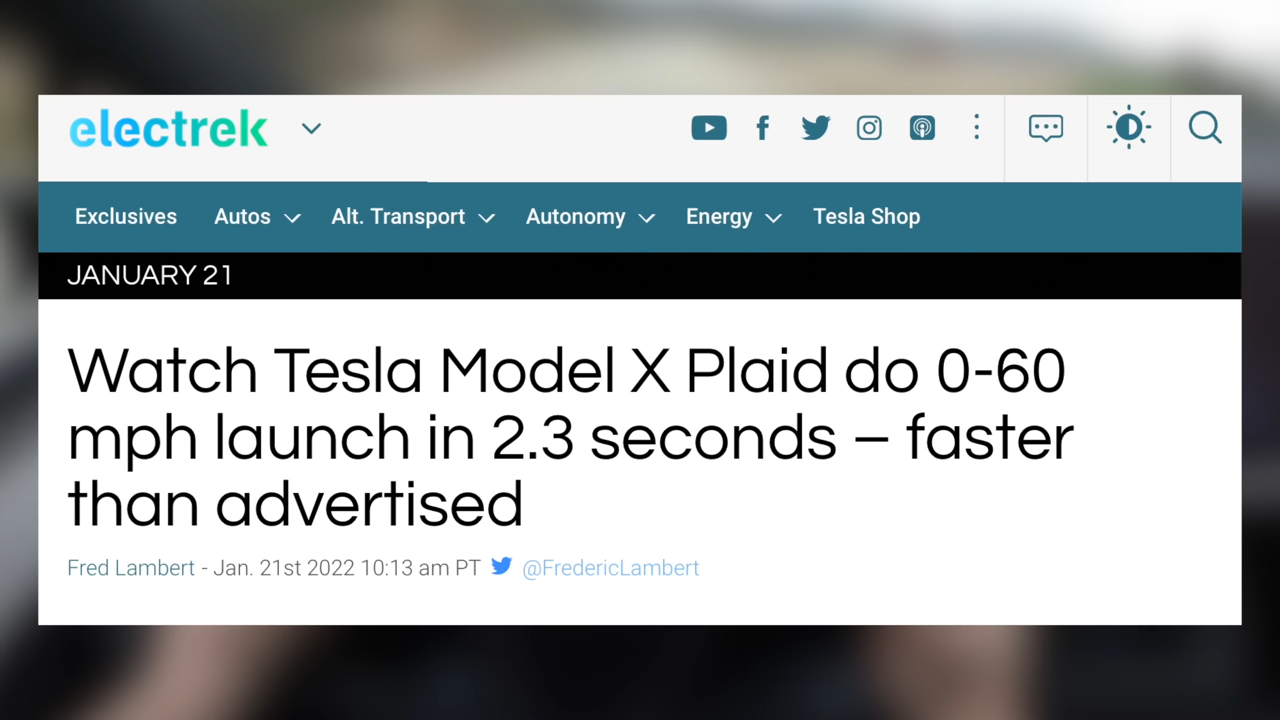 electrek
Exclusives Autos Alt. Transport Autonomy Energy Tesla Shop
JANUARY 21
Watch Tesla Model X Plaid do 0-60
mph launch in 2.3 seconds – faster
than advertised
Fred Lambert - Jan. 21st 2022 10:13 am PT @FredericLambert